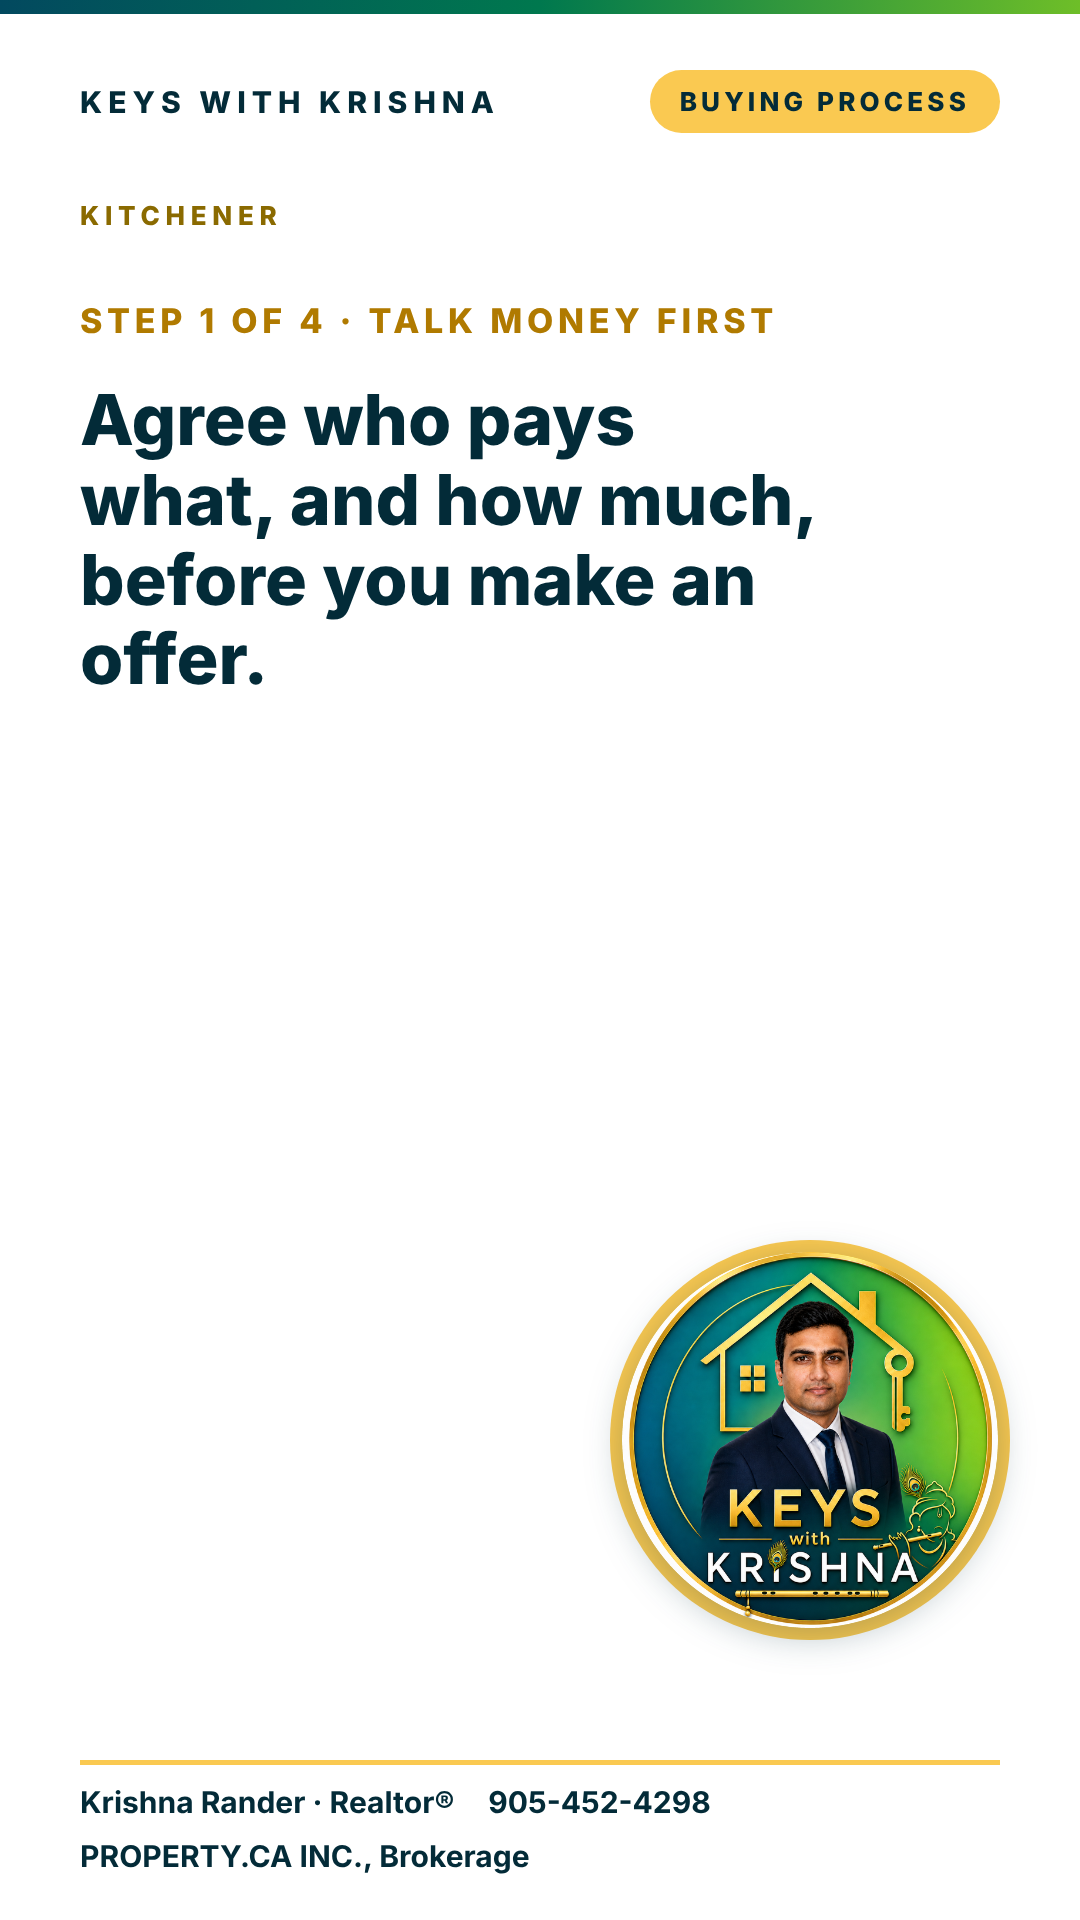 KEYS WITH KRISHNA
BUYING PROCESS
KITCHENER
STEP 1 OF 4 · TALK MONEY FIRST
Agree who pays
what, and how much,
before you make an
offer.
KEYS
with
KRISHNA
Krishna Rander · Realtor® 905-452-4298
PROPERTY.CA INC., Brokerage